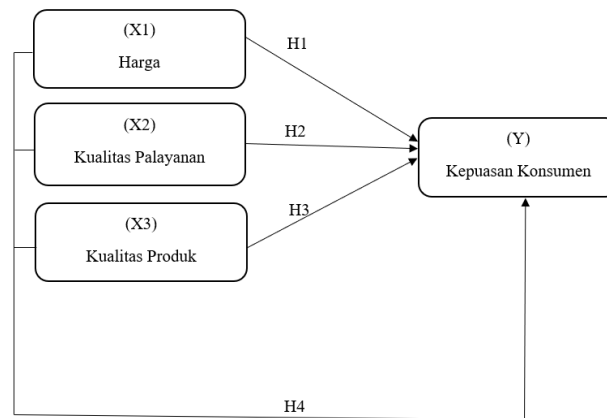 (X1)
Harga
H1
(X2)
Kualitas Palayanan
H2
(X3)
Kualitas Produk
H3
(Y)
Kepuasan Konsumen
H4